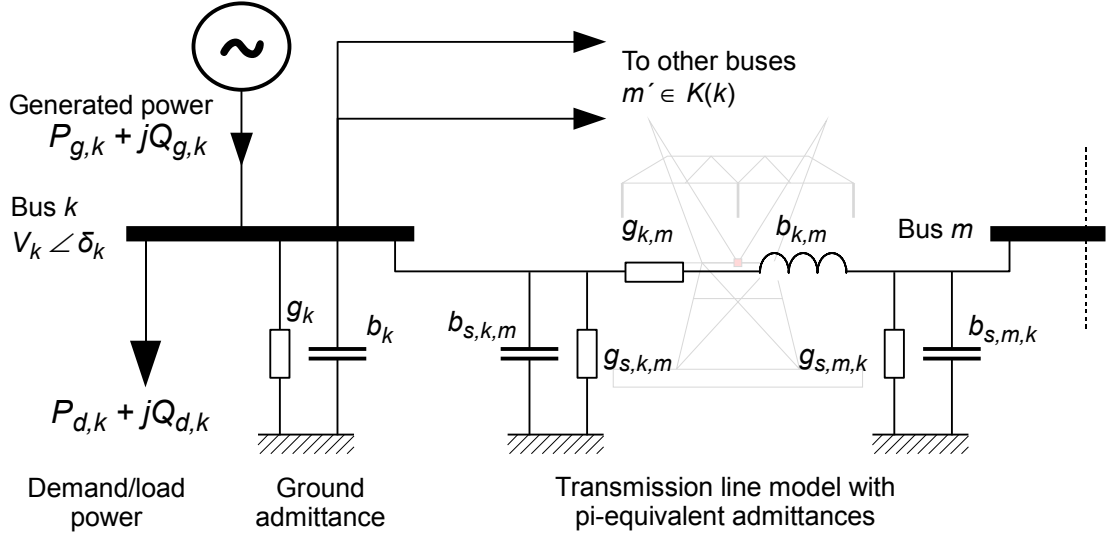 Generated power
P_{g,k} + jQ_{g,k}
To other buses
m´ ∈ K(k)
Bus k
V_k ∠ δ_k
g_{k,m}
b_{k,m}
Bus m
g_k
b_k
b_{s,k,m}
g_{s,k,m}
g_{s,m,k}
b_{s,m,k}
P_{d,k} + jQ_{d,k}
Demand/load
power
Ground
admittance
Transmission line model with
pi-equivalent admittances